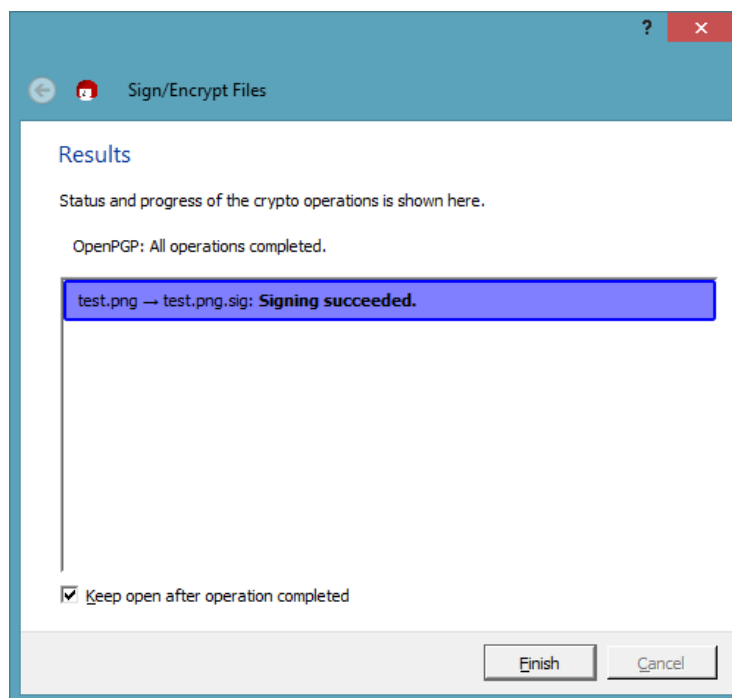 ?
Sign/Encrypt Files
Results
Status and progress of the crypto operations is shown here.
OpenPGP: All operations completed.
test.png → test.png.sig: Signing succeeded.
Keep open after operation completed
Finish
Cancel